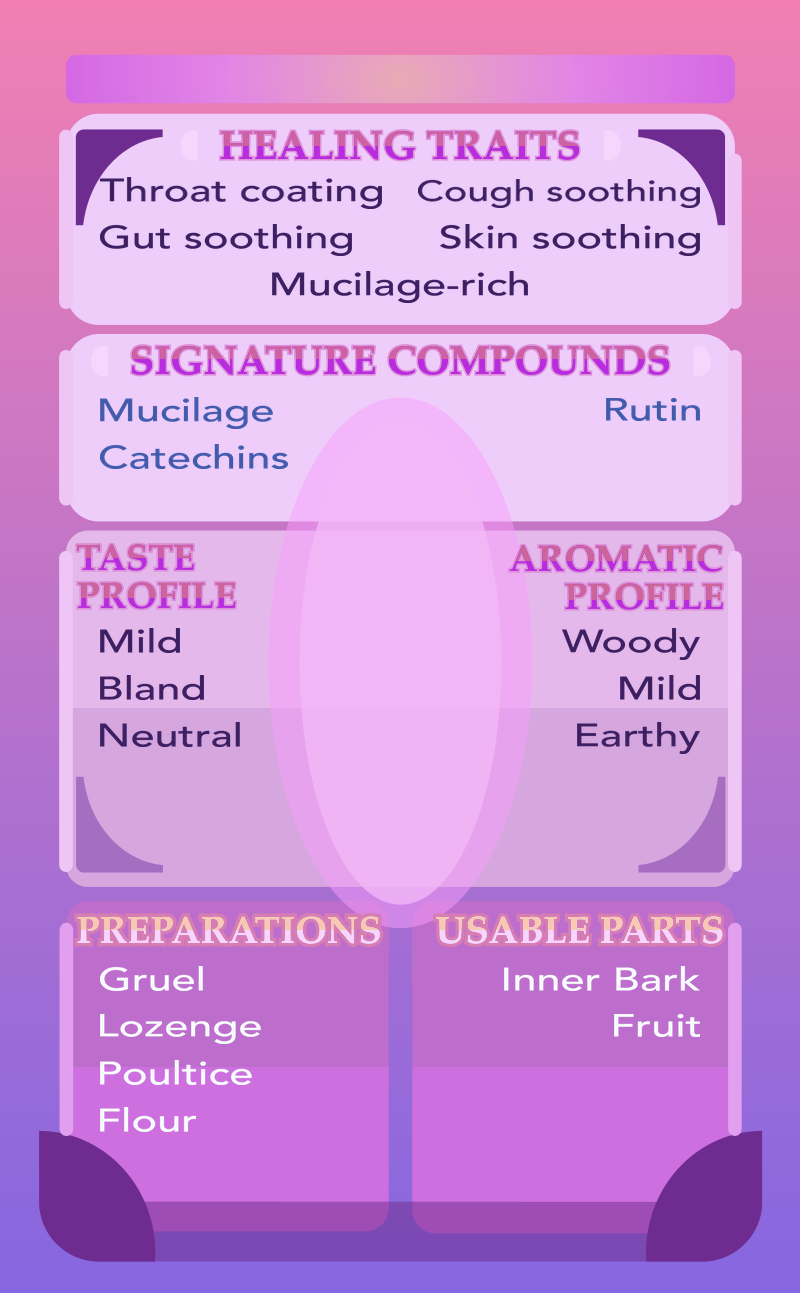 HEALING TRAITS
Throat coating Cough soothing
Gut soothing Skin soothing
Mucilage-rich
SIGNATURE COMPOUNDS
Mucilage Rutin
Catechins
TASTE
PROFILE
Mild
Bland
Neutral
AROMATIC
PROFILE
Woody
Mild
Earthy
PREPARATIONS
Gruel
Lozenge
Poultice
Flour
USABLE PARTS
Inner Bark
Fruit